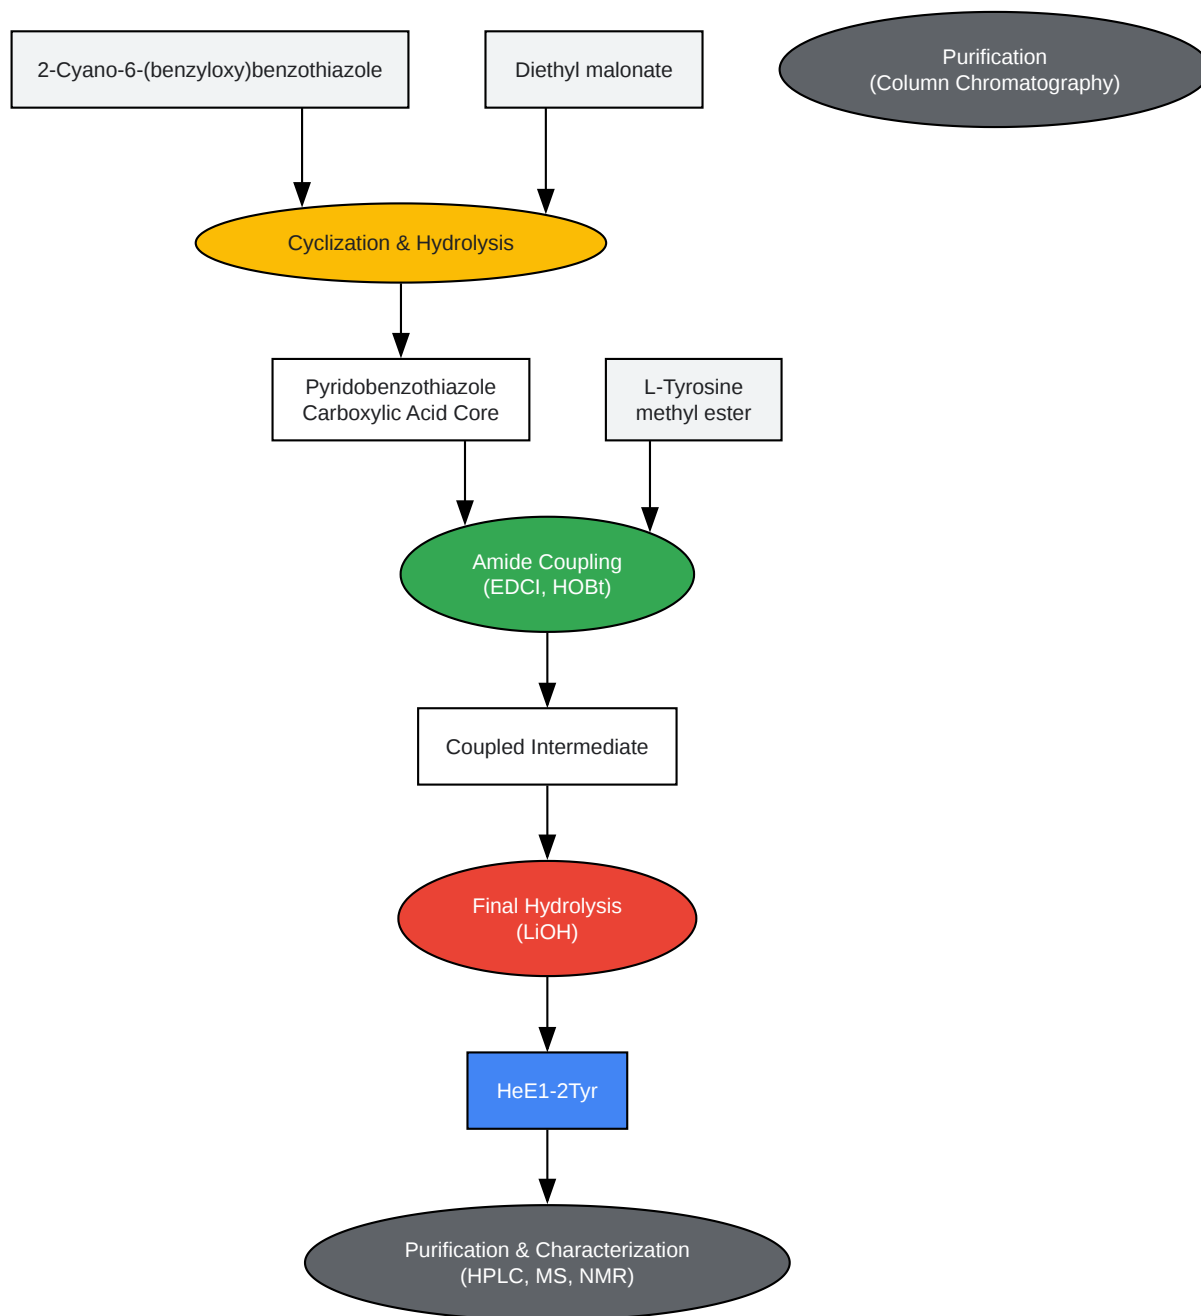 2-Cyano-6-(benzyloxy)benzothiazole
Diethyl malonate
Purification
(Column Chromatography)
Cyclization & Hydrolysis
Pyridobenzothiazole
Carboxylic Acid Core
L-Tyrosine
methyl ester
Amide Coupling
(EDCI, HOBt)
Coupled Intermediate
Final Hydrolysis
(LiOH)
HeE1-2Tyr
Purification & Characterization
(HPLC, MS, NMR)